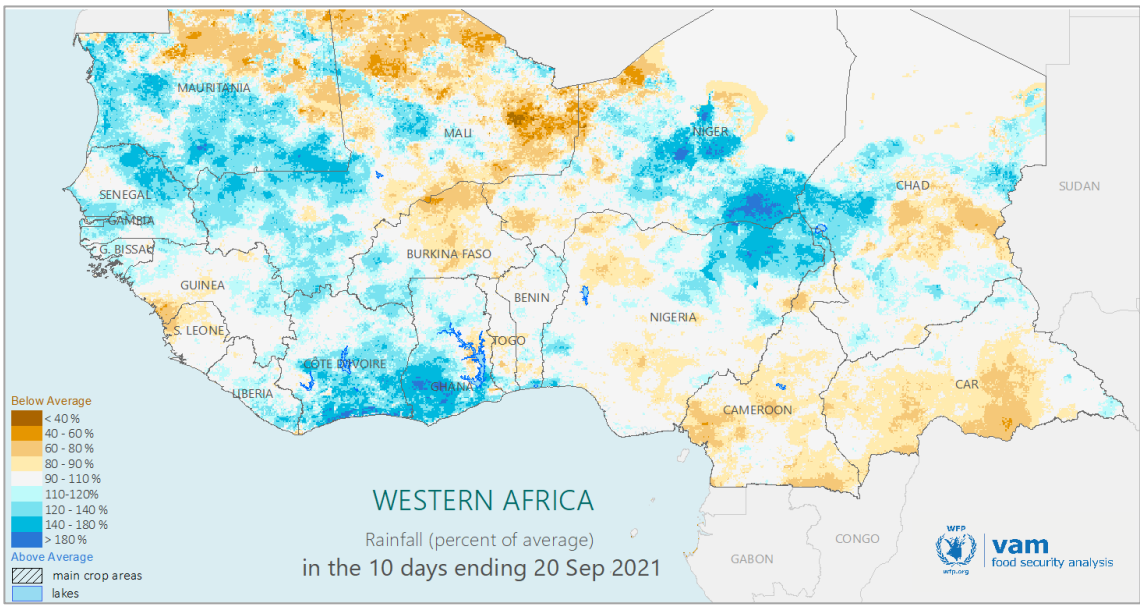 MAURITANIA
MALI
NIGER
CHAD
SUDAN
SENEGAL
GAMBIA
G. BISSAU
BURKINA FASO
GUINEA
BENIN
NIGERIA
S. LEONE
TOGO
CÔTE D'IVOIRE
GHANA
LIBERIA
CAR
CAMEROON
GABON
CONGO
Below Average
< 40 %
40 - 60 %
60 - 80 %
80 - 90 %
90 - 110 %
110-120%
120 - 140 %
140 - 180 %
> 180 %
Above Average
main crop areas
lakes
WESTERN AFRICA
Rainfall (percent of average)
in the 10 days ending 20 Sep 2021
WFP
wfp.org
vam
food security analysis